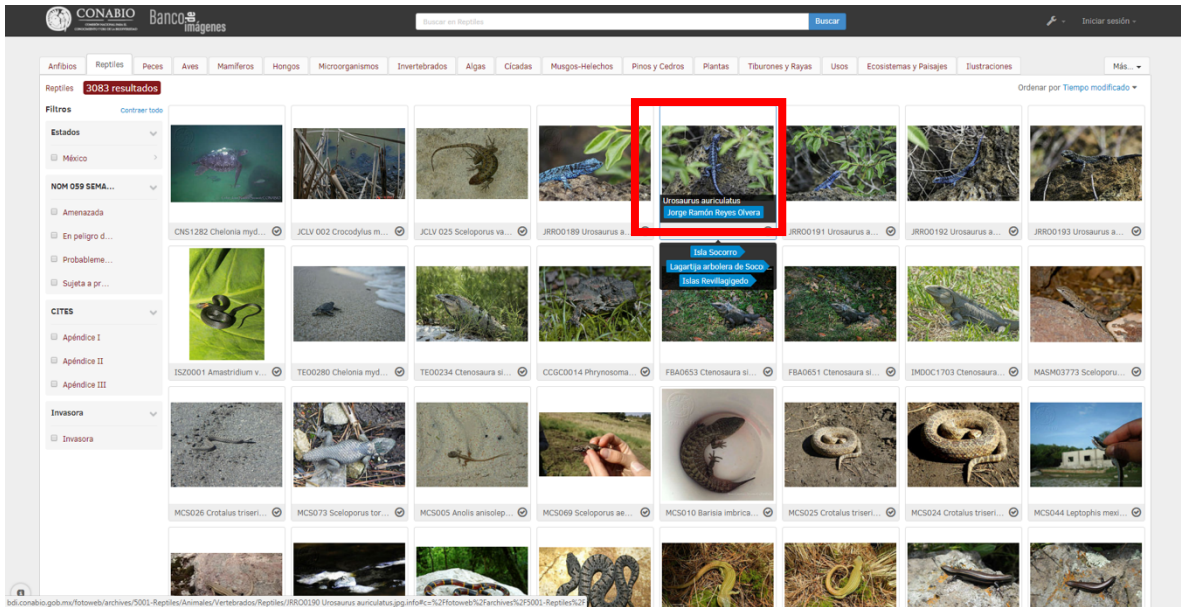 CONABIO
Banco de imágenes
Buscar en Reptiles
Buscar
Iniciar sesión
Anfibios Reptiles Peces Aves Mamíferos Hongos Microorganismos Invertebrados Algas Cícadas Musgos-Helechos Pinos y Cedros Plantas Tiburones y Rayas Usos Ecosistemas y Paisajes Ilustraciones Más...
Reptiles 3083 resultados
Ordenar por Tiempo modificado
Filtros Contraer todo
Estados
México
NOM 059 SEMA...
Amenazada
En peligro d...
Probableme...
Sujeta a pr...
CITES
Apéndice I
Apéndice II
Apéndice III
Invasora
Invasora
Urosaurus auriculatus
Jorge Ramón Reyes Olvera
CNS1282 Chelonia myd... JCLV 002 Crocodylus m... JCLV 025 Sceloporus va... JRRO0189 Urosaurus a... JRRO0191 Urosaurus a... JRRO0192 Urosaurus a... JRRO0193 Urosaurus a...
Isla Socorro
Lagartija arbolera de Soco...
Islas Revillagigedo
ISZ0001 Amastridium v... TEO0280 Chelonia myd... TEO0234 Ctenosaura si... CCGC0014 Phrynosoma... FBA0653 Ctenosaura si... FBA0651 Ctenosaura si... IMDOC1703 Ctenosaura... MASM03773 Sceloporu...
MCS026 Crotalus triseri... MCS073 Sceloporus tor... MCS005 Anolis anisolep... MCS069 Sceloporus ae... MCS010 Barisia imbrica... MCS025 Crotalus triseri... MCS024 Crotalus triseri... MCS044 Leptophis mexi...
bdi.conabio.gob.mx/fotoweb/archives/5001-Reptiles/Animales/Vertebrados/Reptiles/JRRO0190 Urosaurus auriculatus.jpg.info#c=%2Ffotoweb%2Farchives%2F5001-Reptiles%2F